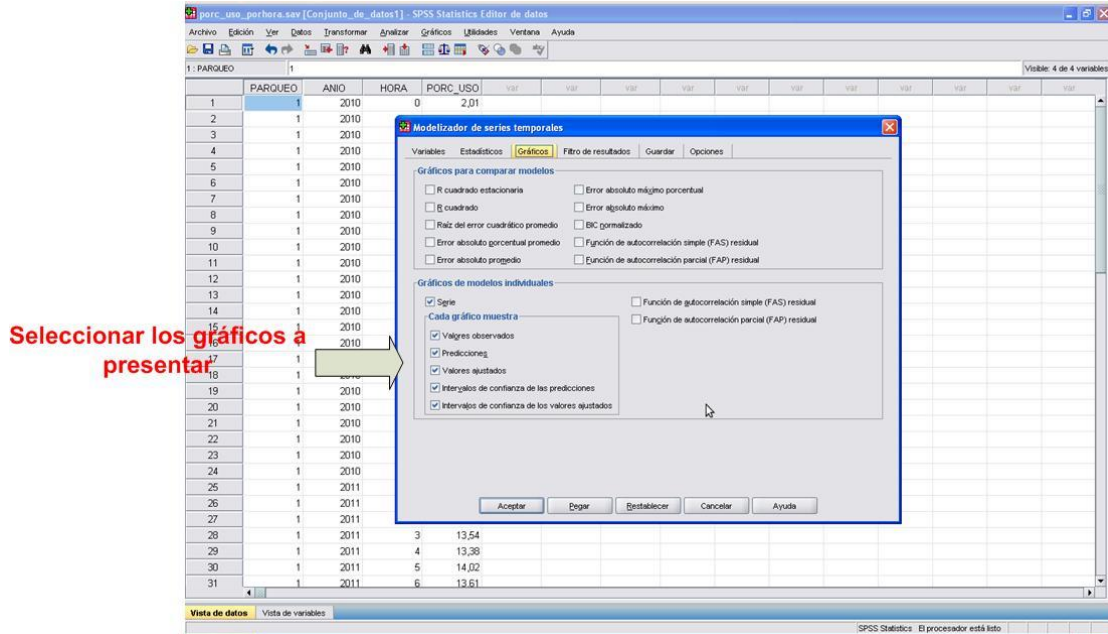 porc_uso_porhora.sav [Conjunto_de_datos1] - SPSS Statistics Editor de datos
Archivo Edición Ver Datos Transformar Analizar Gráficos Utilidades Ventana Ayuda
1 : PARQUEO 1 Visible: 4 de 4 variables
PARQUEO ANIO HORA PORC_USO var var var var var var var var var var var
1 1 2010 0 2,01
2 1 2010
3 1 2010
4 1 2010
5 1 2010
6 1 2010
7 1 2010
8 1 2010
9 1 2010
10 1 2010
11 1 2010
12 1 2010
13 1 2010
14 1 2010
15 1 2010
16 1 2010
17 1
18 1 2010
19 1 2010
20 1 2010
21 1 2010
22 1 2010
23 1 2010
24 1 2010
25 1 2011
26 1 2011
27 1 2011
28 1 2011 3 13,54
29 1 2011 4 13,38
30 1 2011 5 14,02
31 1 2011 6 13,61
Seleccionar los gráficos a
presentar
Modelizador de series temporales
Variables Estadísticos Gráficos Filtro de resultados Guardar Opciones
Gráficos para comparar modelos
R cuadrado estacionaria
R cuadrado
Raíz del error cuadrático promedio
Error absoluto porcentual promedio
Error absoluto promedio
Error absoluto máximo porcentual
Error absoluto máximo
BIC normalizado
Función de autocorrelación simple (FAS) residual
Función de autocorrelación parcial (FAP) residual
Gráficos de modelos individuales
Serie
Cada gráfico muestra
Valores observados
Predicciones
Valores ajustados
Intervalos de confianza de las predicciones
Intervalos de confianza de los valores ajustados
Función de autocorrelación simple (FAS) residual
Función de autocorrelación parcial (FAP) residual
Aceptar Pegar Restablecer Cancelar Ayuda
Vista de datos Vista de variables
SPSS Statistics El procesador está listo